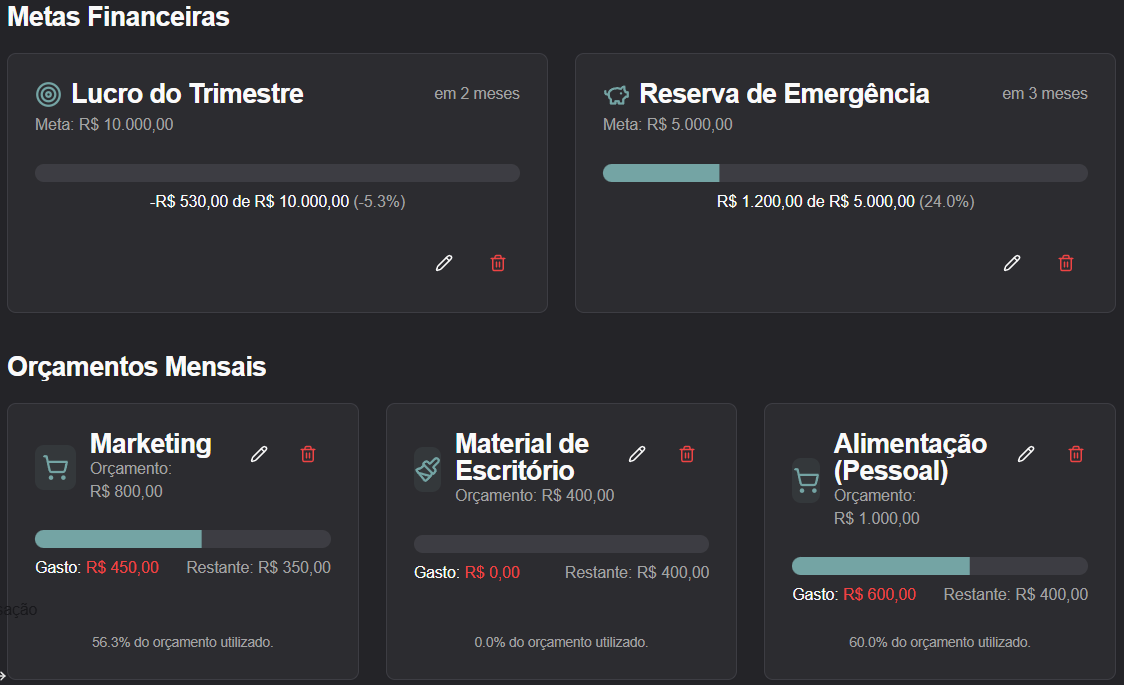 Metas Financeiras
Lucro do Trimestre
em 2 meses
Meta: R$ 10.000,00
-R$ 530,00 de R$ 10.000,00 (-5.3%)
Reserva de Emergência
em 3 meses
Meta: R$ 5.000,00
R$ 1.200,00 de R$ 5.000,00 (24.0%)
Orçamentos Mensais
Marketing
Orçamento:
R$ 800,00
Gasto: R$ 450,00
Restante: R$ 350,00
56.3% do orçamento utilizado.
Material de
Escritório
Orçamento: R$ 400,00
Gasto: R$ 0,00
Restante: R$ 400,00
0.0% do orçamento utilizado.
Alimentação
(Pessoal)
Orçamento:
R$ 1.000,00
Gasto: R$ 600,00
Restante: R$ 400,00
60.0% do orçamento utilizado.